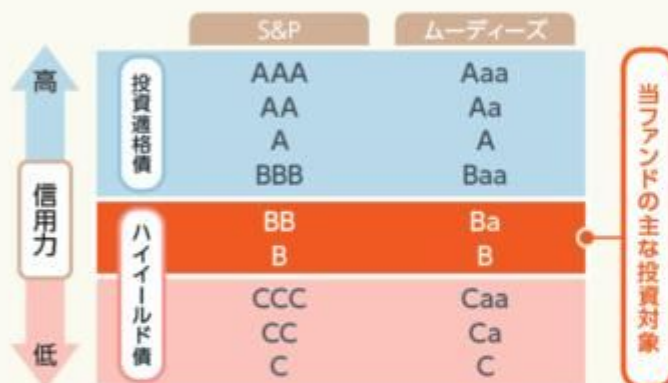 S&P ムーディーズ
高
信用力
低
投資適格債
AAA Aaa
AA Aa
A A
BBB Baa
ハイイールド債
BB Ba
B B
CCC Caa
CC Ca
C C
当ファンドの主な投資対象